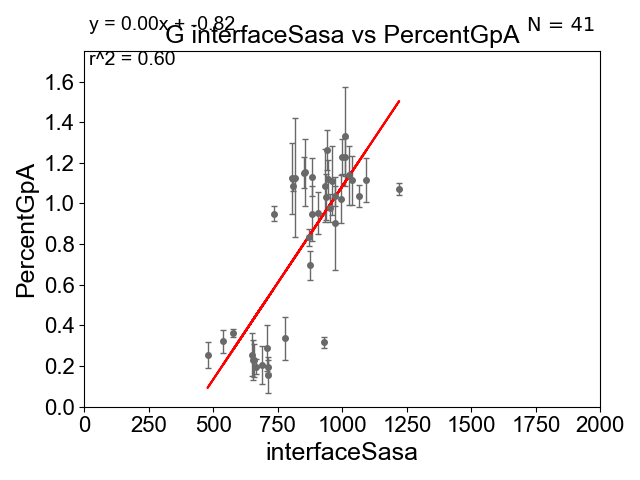 y = 0.00x + -0.82
N = 41
G interfaceSasa vs PercentGpA
r^2 = 0.60
PercentGpA
1.6
1.4
1.2
1.0
0.8
0.6
0.4
0.2
0.0
0 250 500 750 1000 1250 1500 1750 2000
interfaceSasa